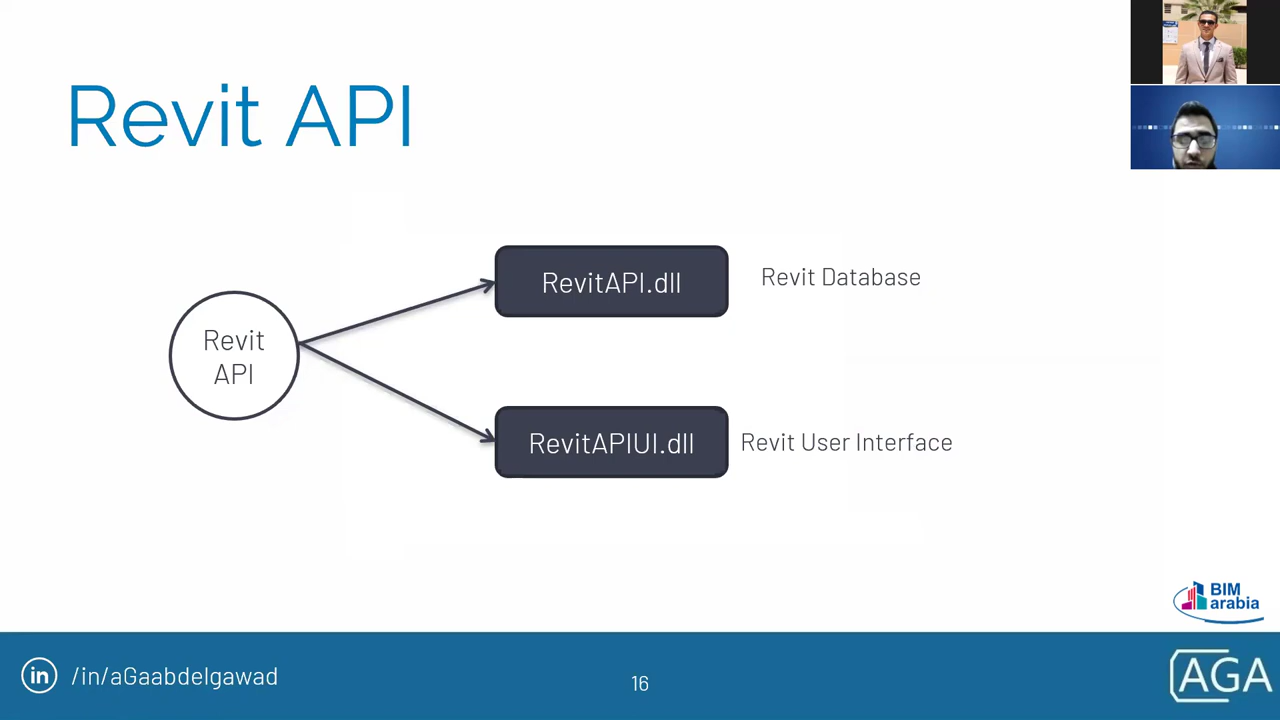 Revit API
Revit
API
RevitAPI.dll
Revit Database
RevitAPIUI.dll
Revit User Interface
BIM
arabia
in
/in/aGaabdelgawad
16
AGA